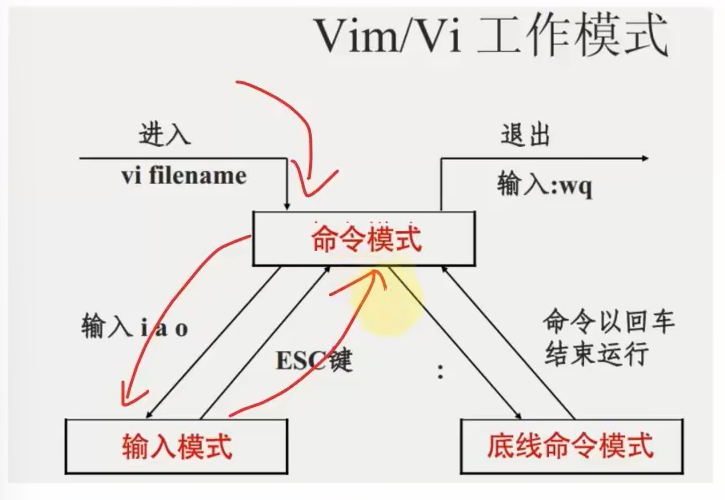 Vim/Vi 工作模式
进入
vi filename
退出
输入:wq
命令模式
输入 i a o
ESC键
:
命令以回车
结束运行
输入模式
底线命令模式